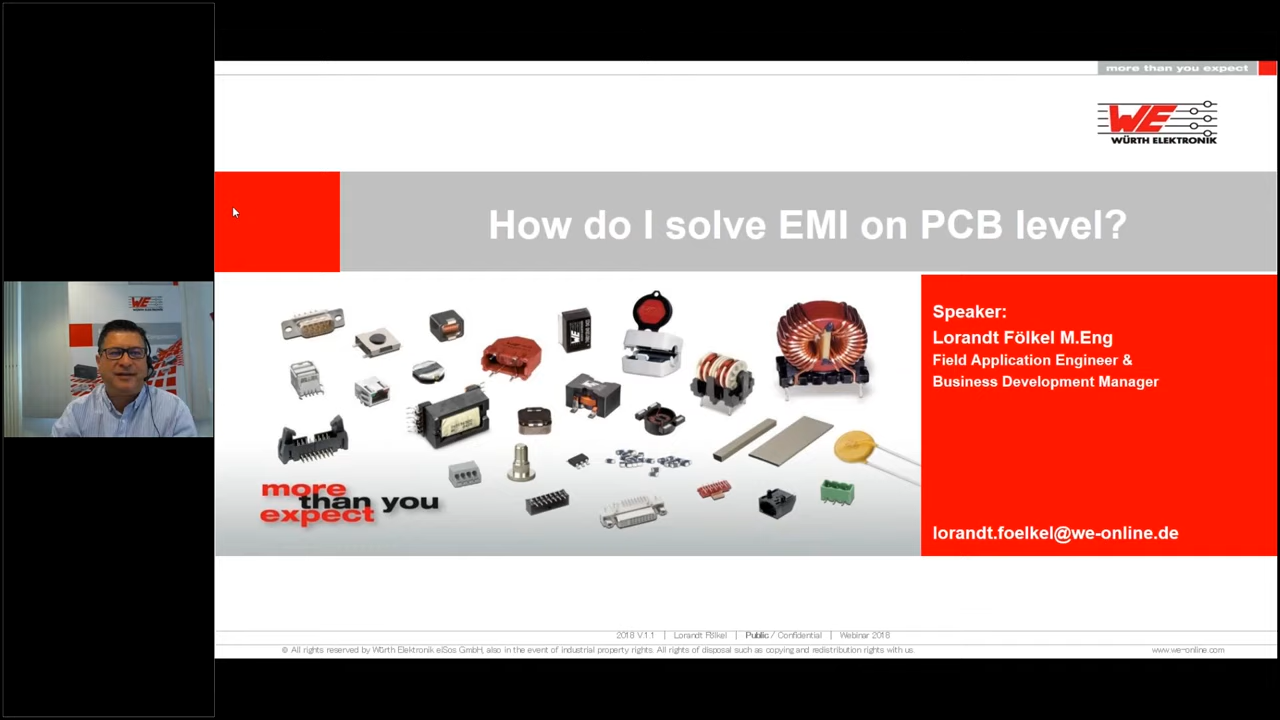 more than you expect
WE
WÜRTH ELEKTRONIK
How do I solve EMI on PCB level?
Speaker:
Lorandt Fölkel M.Eng
Field Application Engineer &
Business Development Manager
lorandt.foelkel@we-online.de
more
than you
expect
WE
2018 V.1.1 | Lorandt Fölkel | Public / Confidential | Webinar 2018
© All rights reserved by Würth Elektronik eiSos GmbH, also in the event of industrial property rights. All rights of disposal such as copying and redistribution rights with us.
www.we-online.com